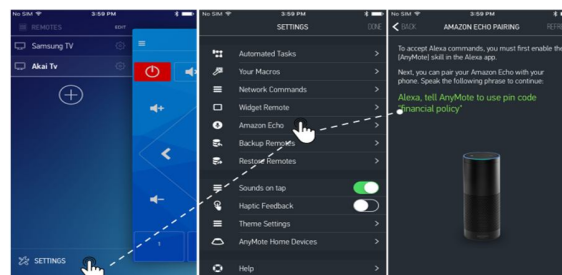 No SIM 3:59 PM
REMOTES EDIT
Samsung TV
Akai Tv
1
SETTINGS
No SIM 3:59 PM
SETTINGS DONE
Automated Tasks
Your Macros
Network Commands
Widget Remote
Amazon Echo
Backup Remotes
Restore Remotes
Sounds on tap
Haptic Feedback
Theme Settings
AnyMote Home Devices
Help
No SIM 3:59 PM
BACK AMAZON ECHO PAIRING REFRE
To accept Alexa commands, you must first enable the
(AnyMote) skill in the Alexa app.
Next, you can pair your Amazon Echo with your
phone. Speak the following phrase to continue:
Alexa, tell AnyMote to use pin code
"financial policy"